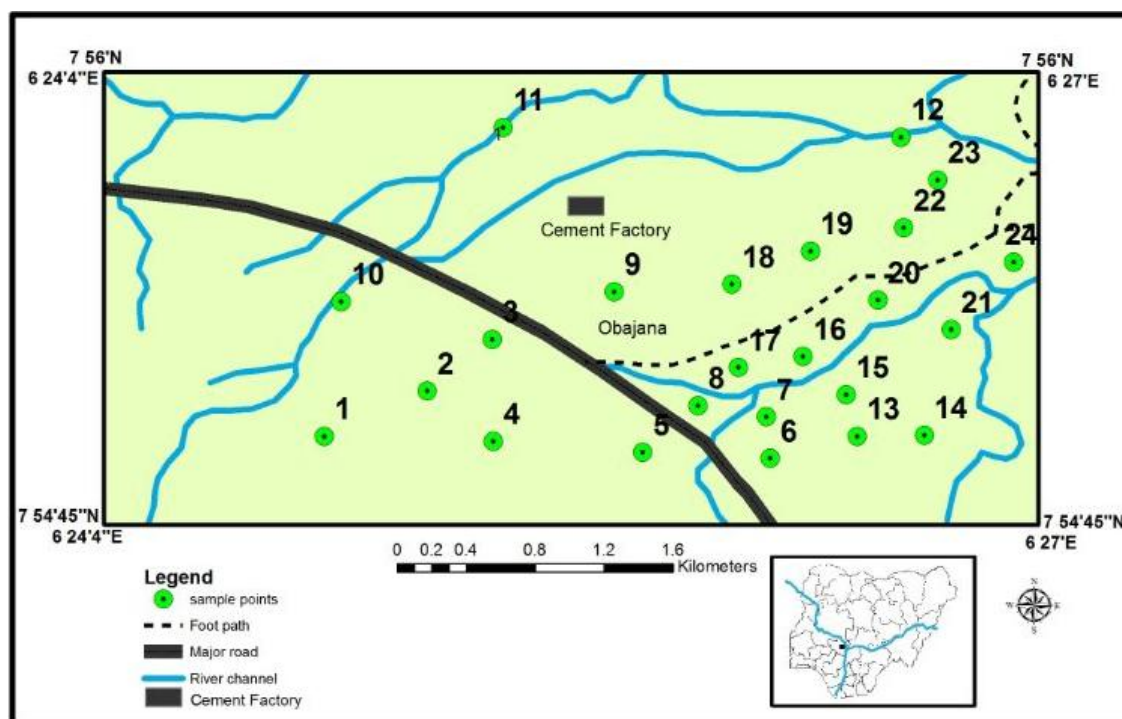 7 56'N
6 24'4"E
7 56'N
6 27'E
11
1
12
23
22
19
24
Cement Factory
18
9
20
10
Obajana
21
3
16
17
2
8
15
7
1
4
13
14
5
6
7 54'45"N
6 24'4"E
7 54'45"N
6 27'E
0 0.2 0.4 0.8 1.2 1.6
Kilometers
Legend
sample points
Foot path
Major road
River channel
Cement Factory
N
E
S
W